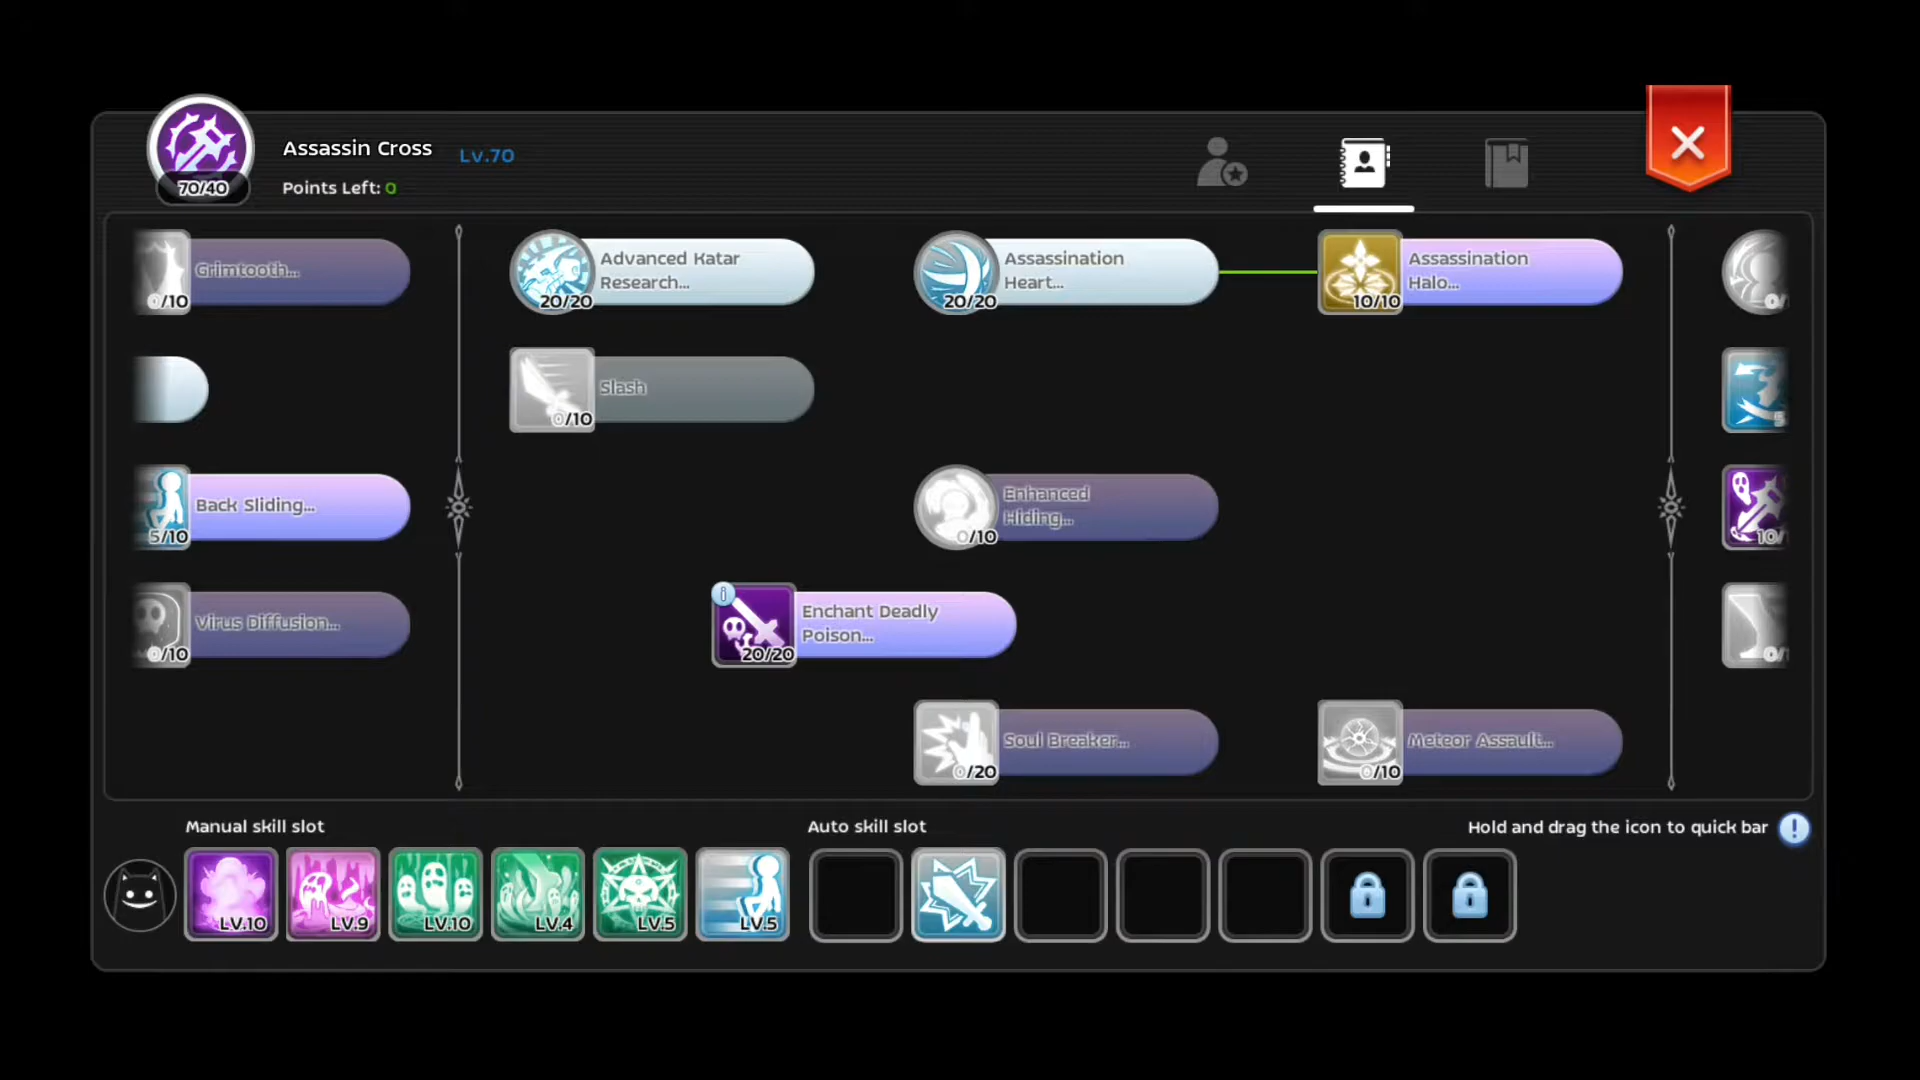 Assassin Cross
Lv.70
70/40
Points Left: 0
Grimtooth...
0/10
Advanced Katar
Research...
20/20
Assassination
Heart...
20/20
Assassination
Halo...
10/10
Slash
0/10
Back Sliding...
5/10
Enhanced
Hiding...
0/10
Virus Diffusion...
0/10
Enchant Deadly
Poison...
20/20
Soul Breaker...
0/20
Meteor Assault...
0/10
Manual skill slot
Auto skill slot
Hold and drag the icon to quick bar
LV.10
LV.9
LV.10
LV.4
LV.5
LV.5